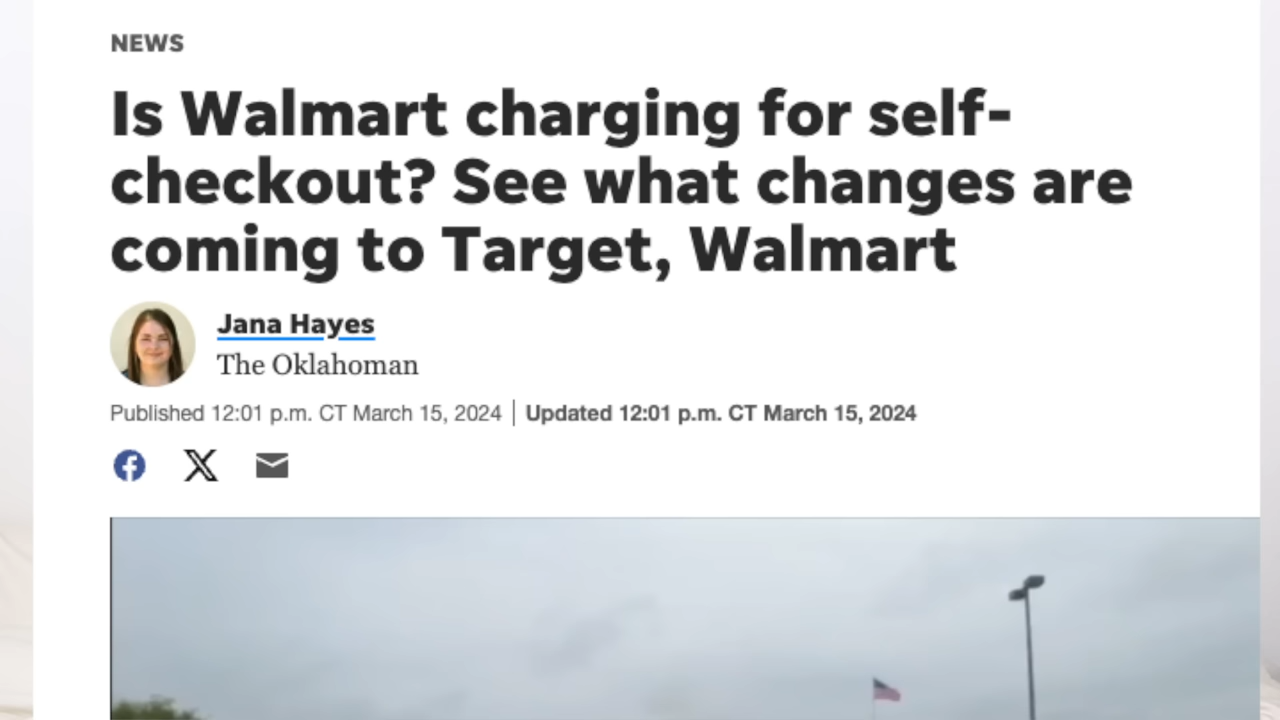 NEWS
Is Walmart charging for self-
checkout? See what changes are
coming to Target, Walmart
Jana Hayes
The Oklahoman
Published 12:01 p.m. CT March 15, 2024 | Updated 12:01 p.m. CT March 15, 2024